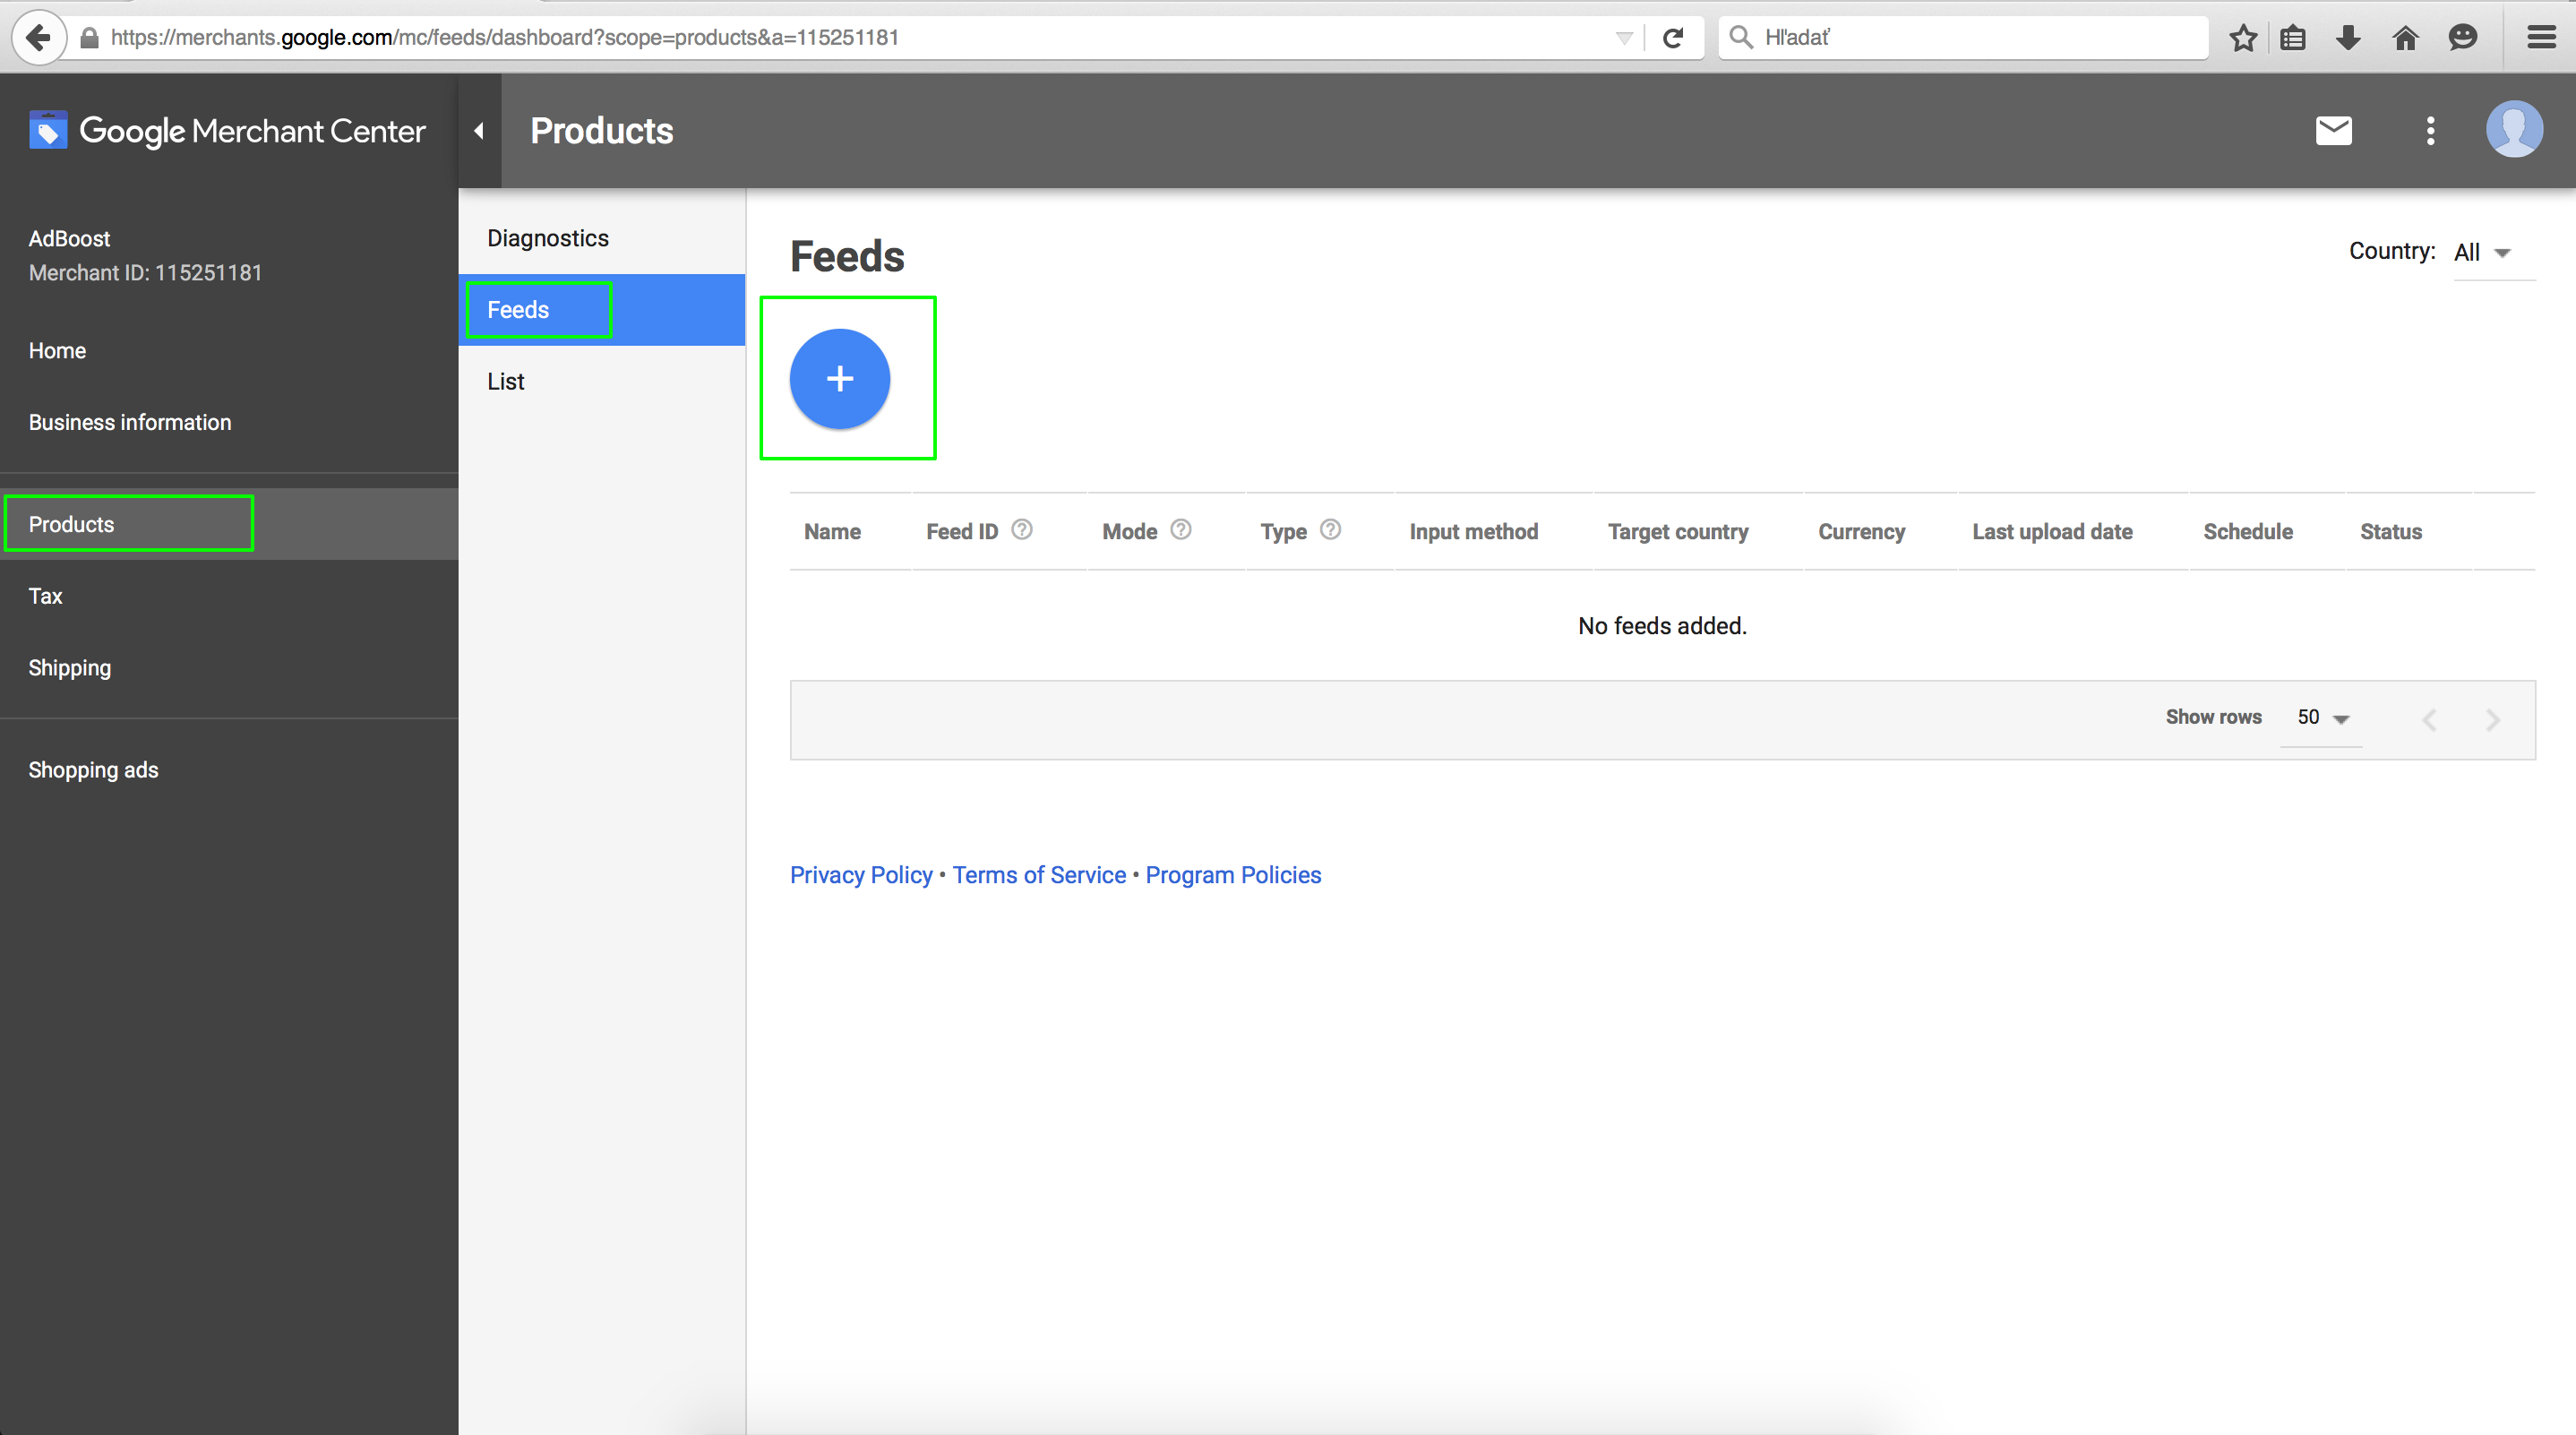 https://merchants.google.com/mc/feeds/dashboard?scope=products&a=115251181
Hľadať
Google Merchant Center
Products
AdBoost
Merchant ID: 115251181
Home
Business information
Products
Tax
Shipping
Shopping ads
Diagnostics
Feeds
List
Feeds
Country: All
+
Name Feed ID ? Mode ? Type ? Input method Target country Currency Last upload date Schedule Status
No feeds added.
Show rows 50
Privacy Policy • Terms of Service • Program Policies